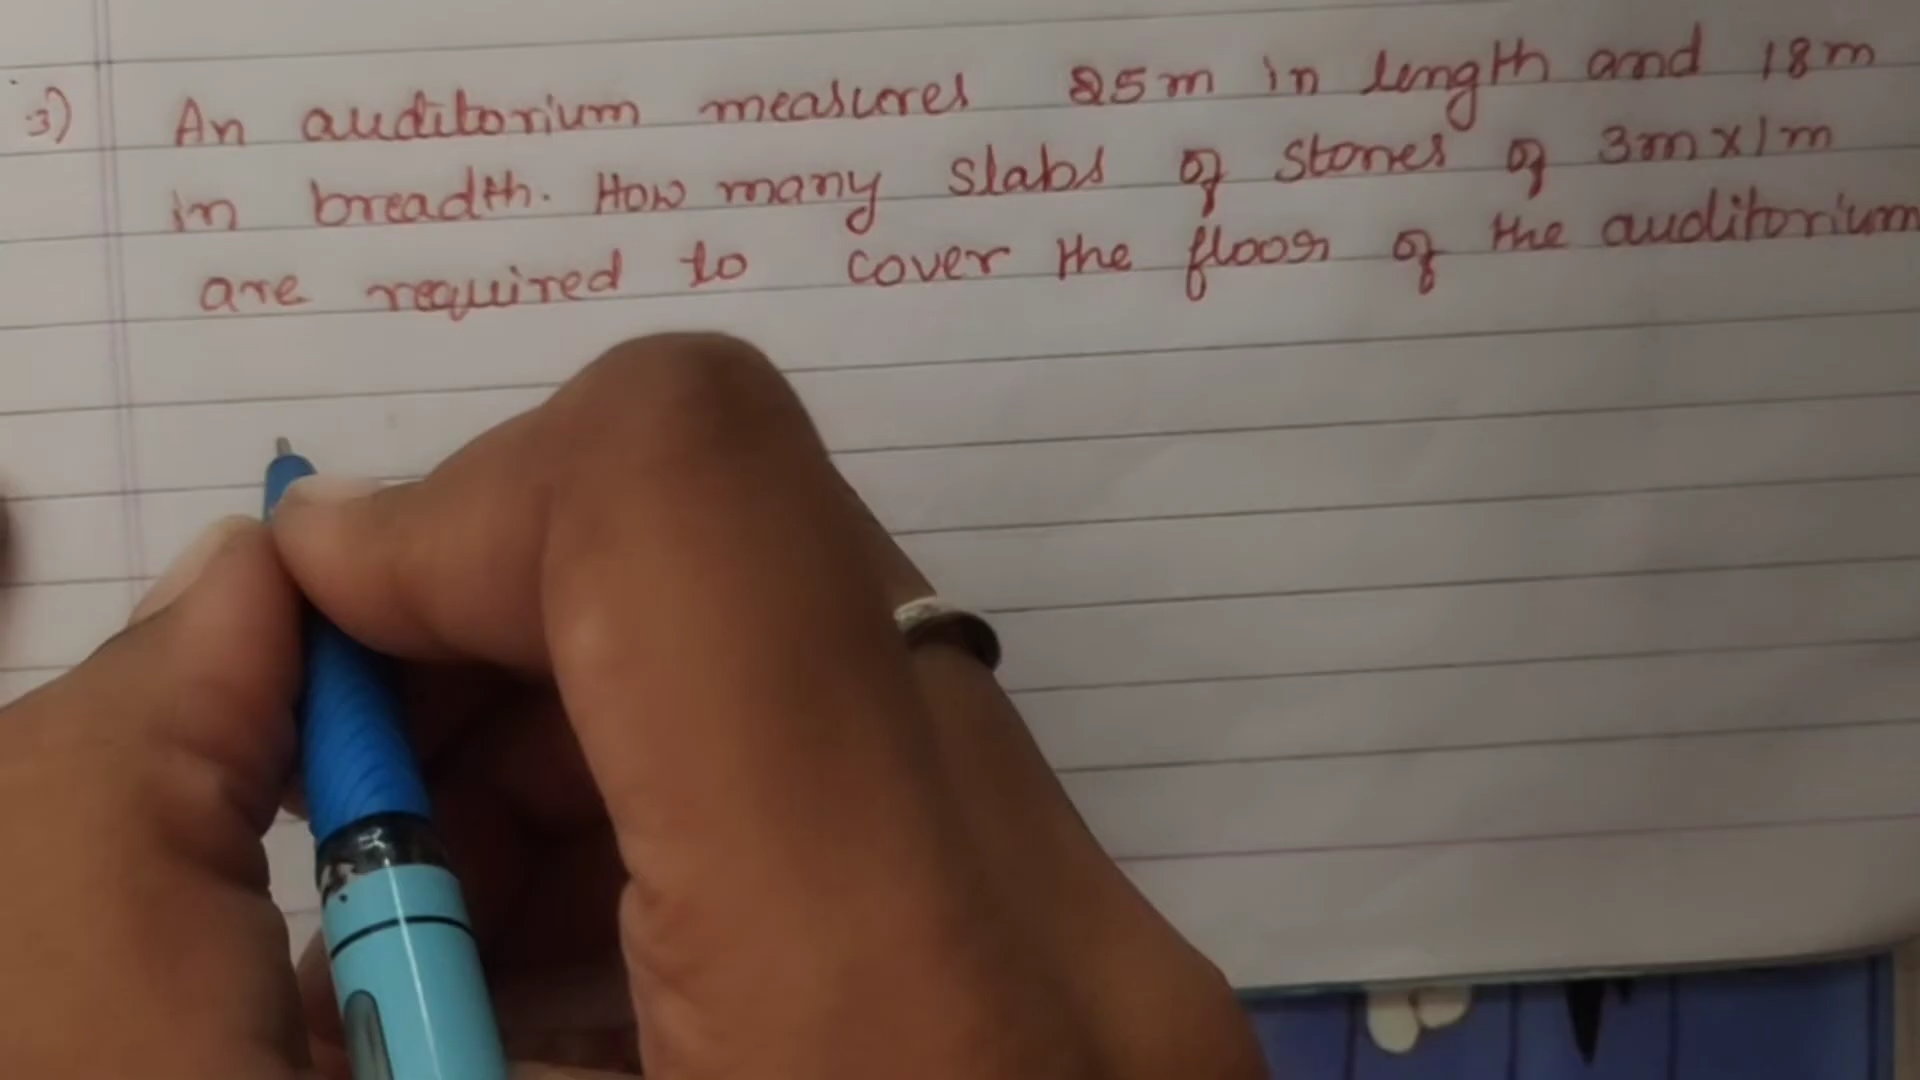 3) An auditorium measures 25m in length and 18m
in breadth. How many slabs of stones of 3m x 1m
are required to cover the floor of the auditorium